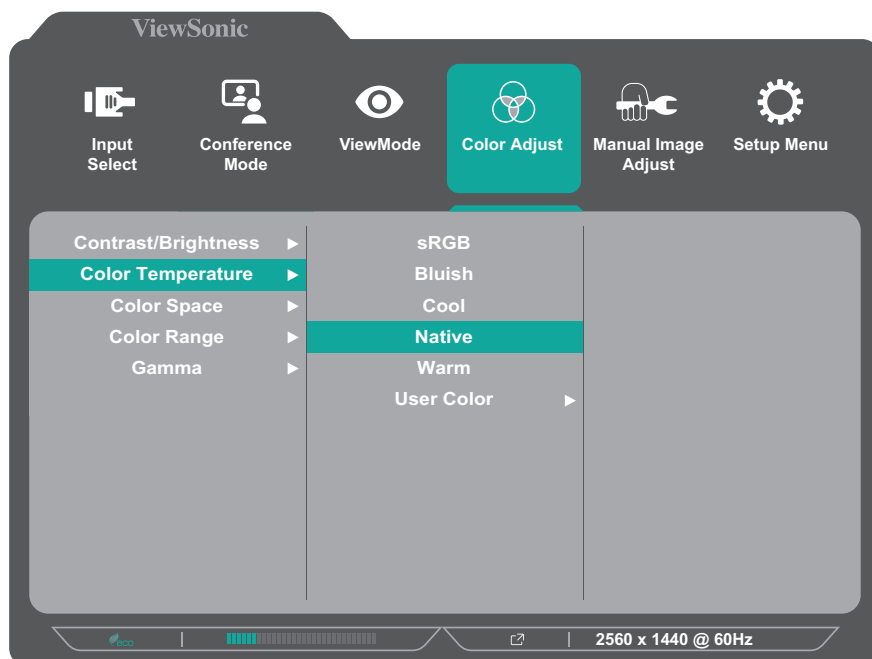 ViewSonic
Input
Select
Conference
Mode
ViewMode
Color Adjust
Manual Image
Adjust
Setup Menu
Contrast/Brightness
Color Temperature
Color Space
Color Range
Gamma
sRGB
Bluish
Cool
Native
Warm
User Color
eco
2560 x 1440 @ 60Hz